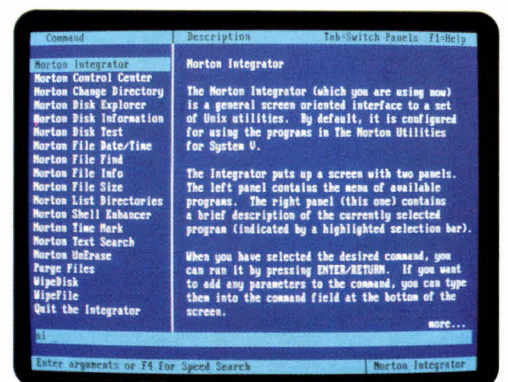 Command
Description Tab=Switch Panels F1=Help
Norton Integrator
Norton Control Center
Norton Change Directory
Norton Disk Explorer
Norton Disk Information
Norton Disk Test
Norton File Date/Time
Norton File Find
Norton File Info
Norton File Size
Norton List Directories
Norton Shell Enhancer
Norton Time Mark
Norton Text Search
Norton UnErase
Purge Files
WipeDisk
WipeFile
Quit the Integrator
Norton Integrator
The Norton Integrator (which you are using now)
is a general screen oriented interface to a set
of Unix utilities. By default, it is configured
for using the programs in The Norton Utilities
for System V.
The Integrator puts up a screen with two panels.
The left panel contains the menu of available
programs. The right panel (this one) contains
a brief description of the currently selected
program (indicated by a highlighted selection bar).
When you have selected the desired command, you
can run it by pressing ENTER/RETURN. If you want
to add any parameters to the command, you can type
them into the command field at the bottom of the
screen.
more...
ni
Enter arguments or F4 for Speed Search
Norton Integrator